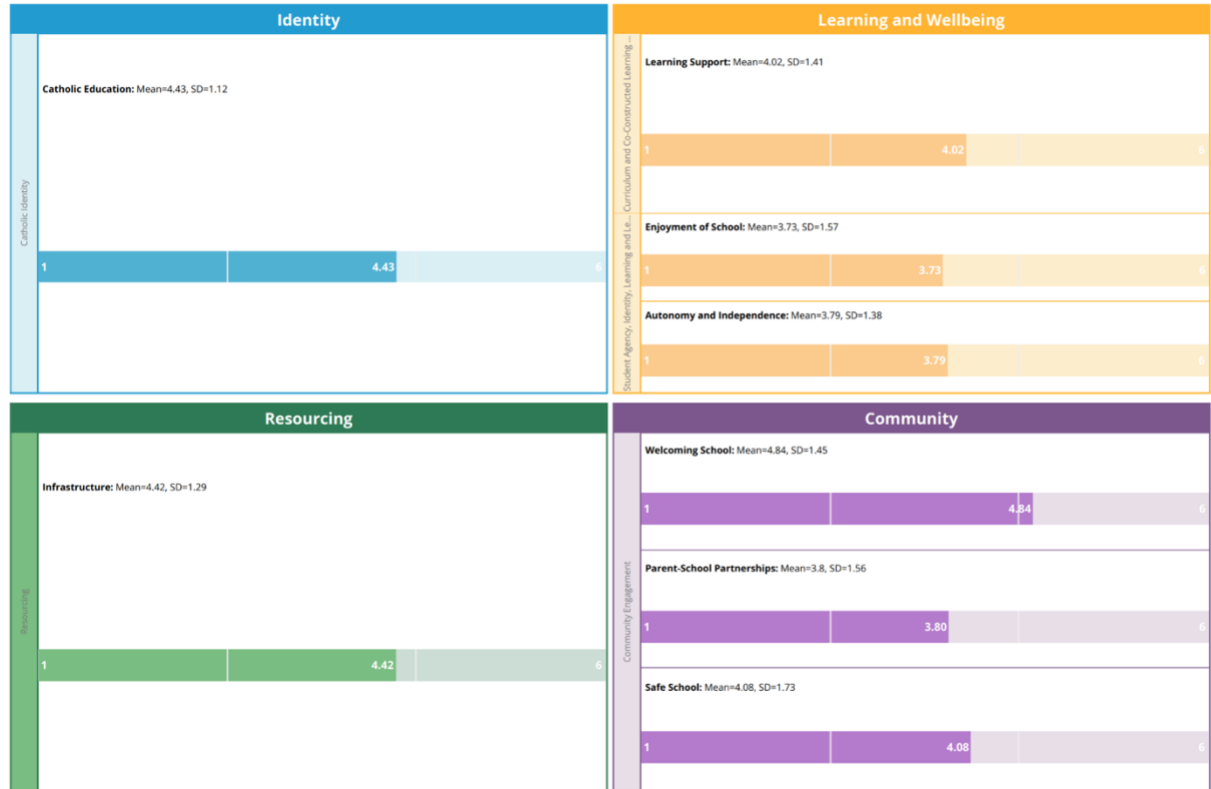 Identity
Catholic Identity
Catholic Education: Mean=4.43, SD=1.12
1 4.43 6
Learning and Wellbeing
Curriculum and Co-Constructed Learning ...
Learning Support: Mean=4.02, SD=1.41
1 4.02 6
Student Agency, Identity, Learning and Le...
Enjoyment of School: Mean=3.73, SD=1.57
1 3.73 6
Autonomy and Independence: Mean=3.79, SD=1.38
1 3.79 6
Resourcing
Resourcing
Infrastructure: Mean=4.42, SD=1.29
1 4.42 6
Community
Community Engagement
Welcoming School: Mean=4.84, SD=1.45
1 4.84 6
Parent-School Partnerships: Mean=3.8, SD=1.56
1 3.80 6
Safe School: Mean=4.08, SD=1.73
1 4.08 6